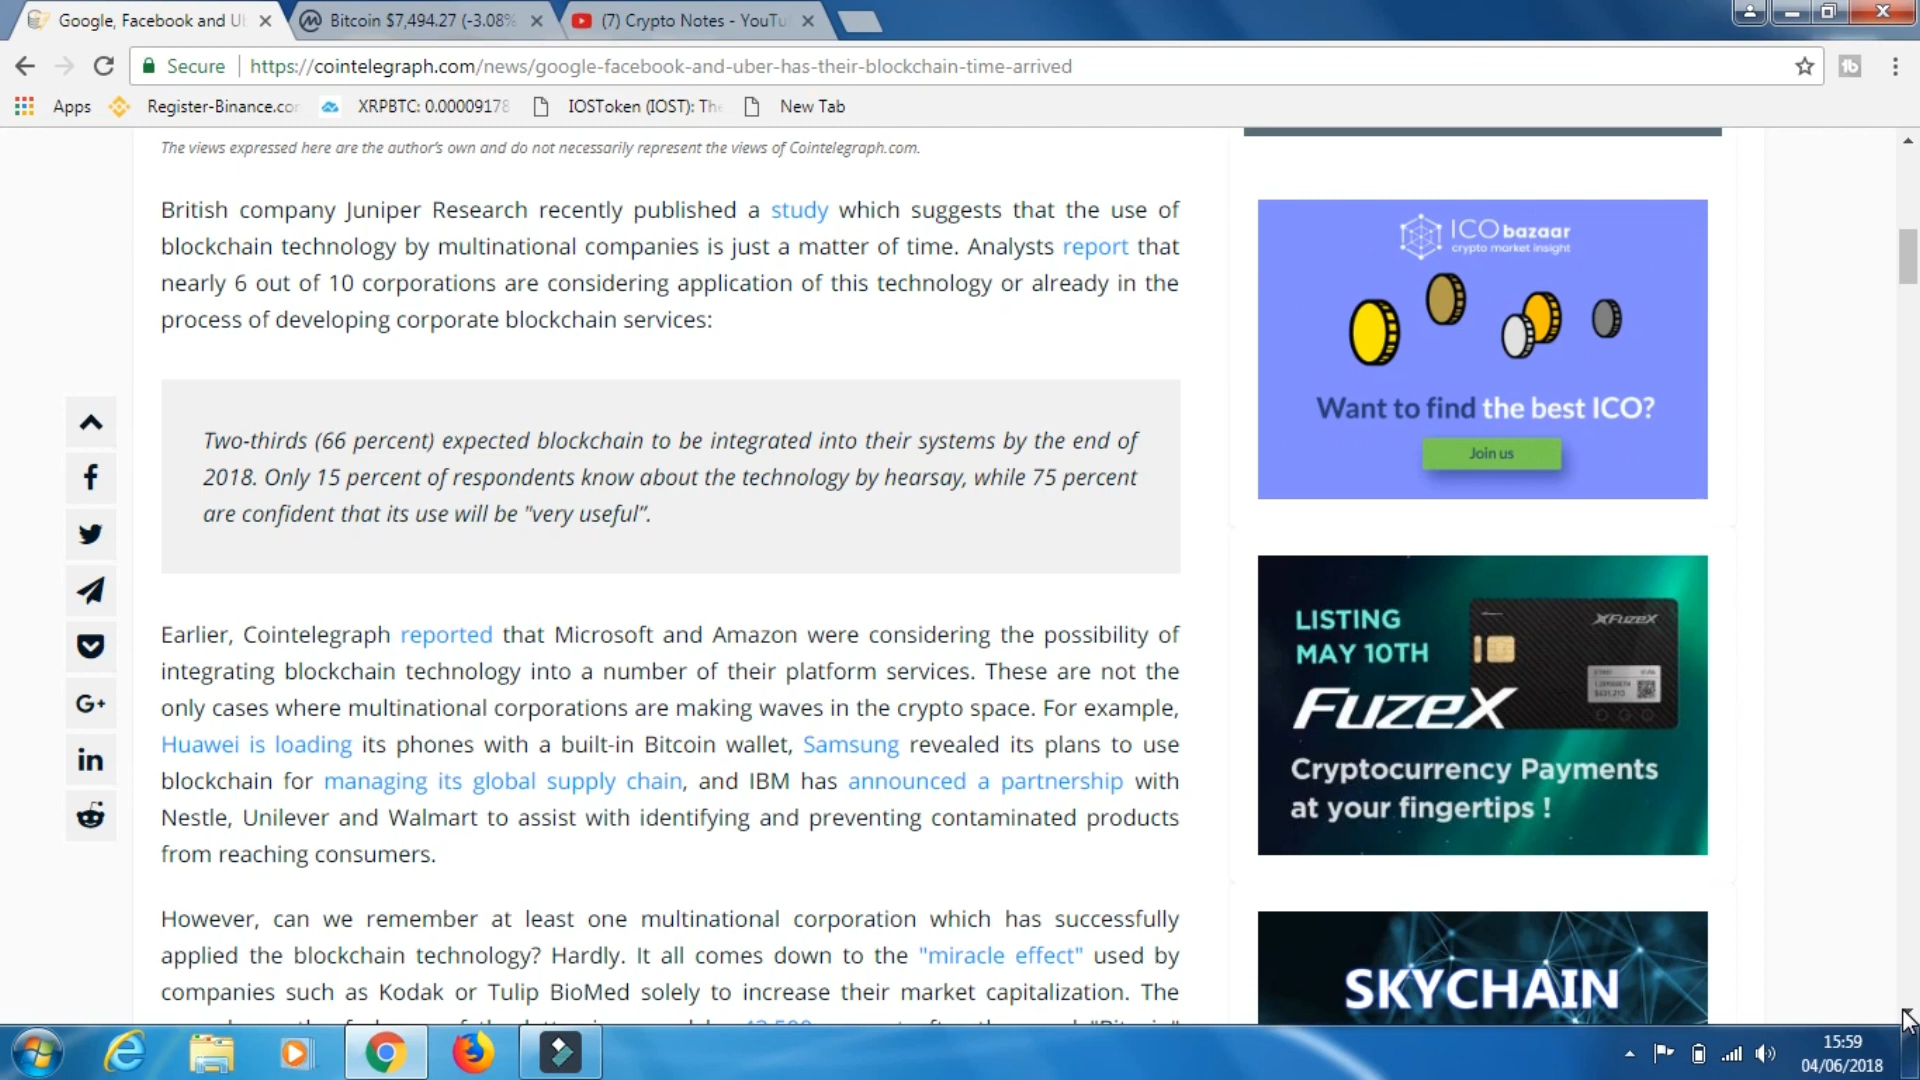 Google, Facebook and Ub
Bitcoin $7,494.27 (-3.08%
(7) Crypto Notes - YouTu
Secure
https://cointelegraph.com/news/google-facebook-and-uber-has-their-blockchain-time-arrived
Apps
Register-Binance.cor
XRPBTC: 0.00009178
IOSToken (IOST): The
New Tab
The views expressed here are the author's own and do not necessarily represent the views of Cointelegraph.com.
British company Juniper Research recently published a study which suggests that the use of
blockchain technology by multinational companies is just a matter of time. Analysts report that
nearly 6 out of 10 corporations are considering application of this technology or already in the
process of developing corporate blockchain services:
Two-thirds (66 percent) expected blockchain to be integrated into their systems by the end of
2018. Only 15 percent of respondents know about the technology by hearsay, while 75 percent
are confident that its use will be "very useful".
Earlier, Cointelegraph reported that Microsoft and Amazon were considering the possibility of
integrating blockchain technology into a number of their platform services. These are not the
only cases where multinational corporations are making waves in the crypto space. For example,
Huawei is loading its phones with a built-in Bitcoin wallet, Samsung revealed its plans to use
blockchain for managing its global supply chain, and IBM has announced a partnership with
Nestle, Unilever and Walmart to assist with identifying and preventing contaminated products
from reaching consumers.
However, can we remember at least one multinational corporation which has successfully
applied the blockchain technology? Hardly. It all comes down to the "miracle effect" used by
companies such as Kodak or Tulip BioMed solely to increase their market capitalization. The
ICO bazaar
crypto market insight
Want to find the best ICO?
Join us
LISTING
MAY 10TH
FUZEX
FUZEX
Cryptocurrency Payments
at your fingertips !
SKYCHAIN
15:59
04/06/2018